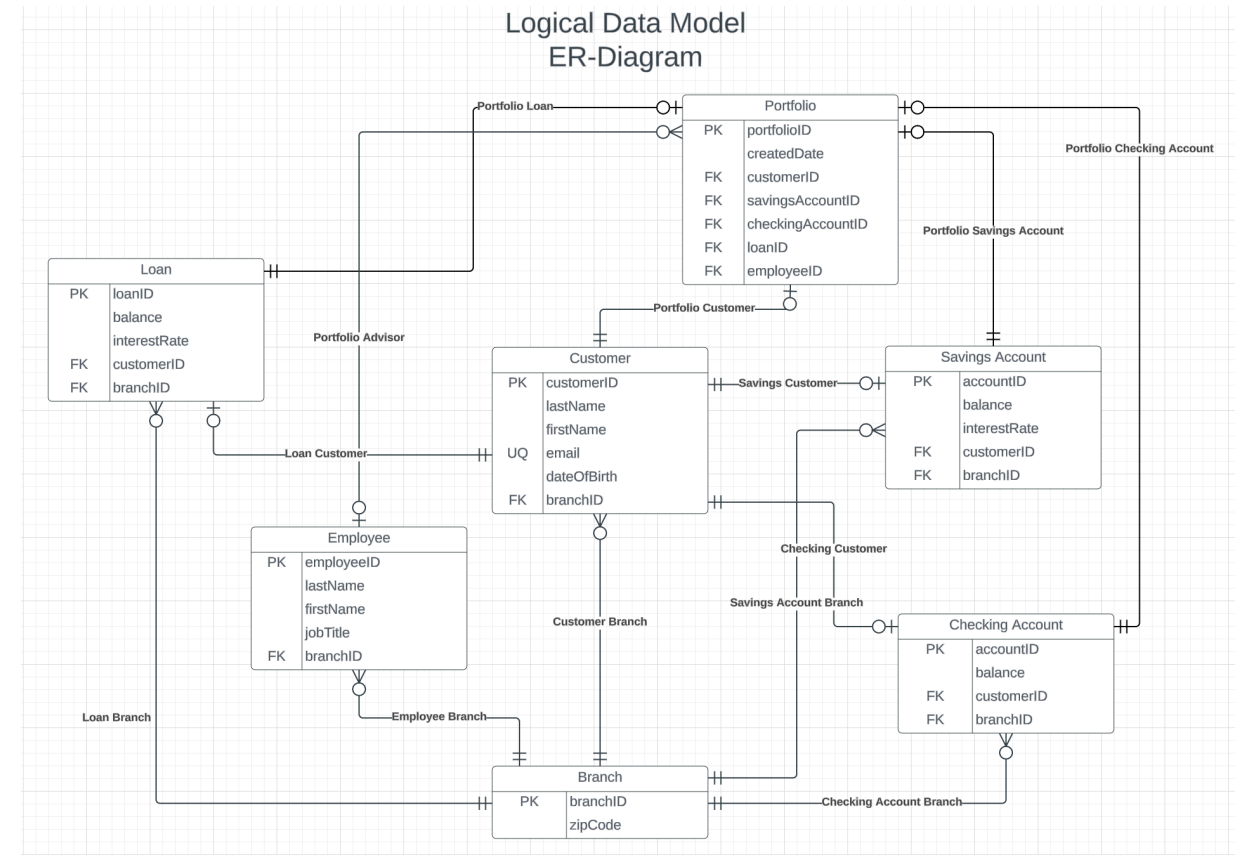 Logical Data Model
ER-Diagram
Portfolio Loan
Portfolio
PK portfolioID
createdDate
FK customerID
FK savingsAccountID
FK checkingAccountID
FK loanID
FK employeeID
Portfolio Checking Account
Portfolio Savings Account
Loan
PK loanID
balance
interestRate
FK customerID
FK branchID
Portfolio Customer
Portfolio Advisor
Customer
PK customerID
lastName
firstName
UQ email
dateOfBirth
FK branchID
Savings Customer
Savings Account
PK accountID
balance
interestRate
FK customerID
FK branchID
Loan Customer
Employee
PK employeeID
lastName
firstName
jobTitle
FK branchID
Checking Customer
Savings Account Branch
Customer Branch
Checking Account
PK accountID
balance
FK customerID
FK branchID
Loan Branch
Employee Branch
Branch
PK branchID
zipCode
Checking Account Branch